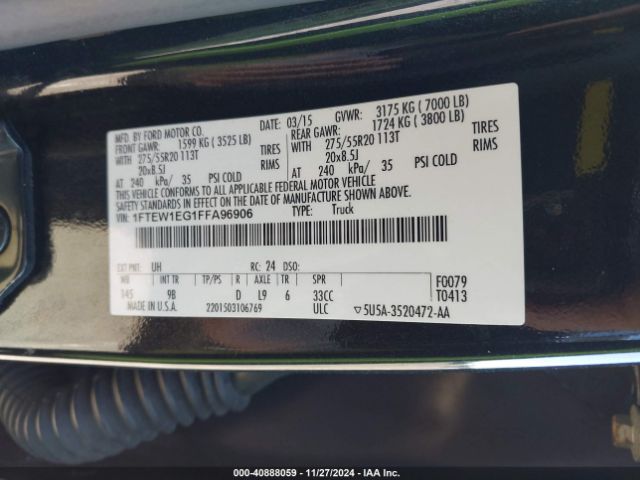 MFD. BY FORD MOTOR CO.
DATE: 03/15 GVWR: 3175 KG ( 7000 LB)
FRONT GAWR: 1599 KG ( 3525 LB)
REAR GAWR: 1724 KG ( 3800 LB)
WITH 275/55R20 113T TIRES
WITH 275/55R20 113T TIRES
20x8.5J RIMS
20x8.5J RIMS
AT 240 kPa/ 35 PSI COLD
AT 240 kPa/ 35 PSI COLD
THIS VEHICLE CONFORMS TO ALL APPLICABLE FEDERAL MOTOR VEHICLE
SAFETY STANDARDS IN EFFECT ON THE DATE OF MANUFACTURE SHOWN ABOVE.
VIN: 1FTEW1EG1FFA96906 TYPE: Truck
EXT PNT: UH RC: 24 DSO:
WB INT TR TP/PS R AXLE TR SPR F0079
145 9B D L9 6 33CC T0413
MADE IN U.S.A. 2201503106769 ULC 5U5A-3520472-AA
000-40888059 - 11/27/2024 - IAAI.com